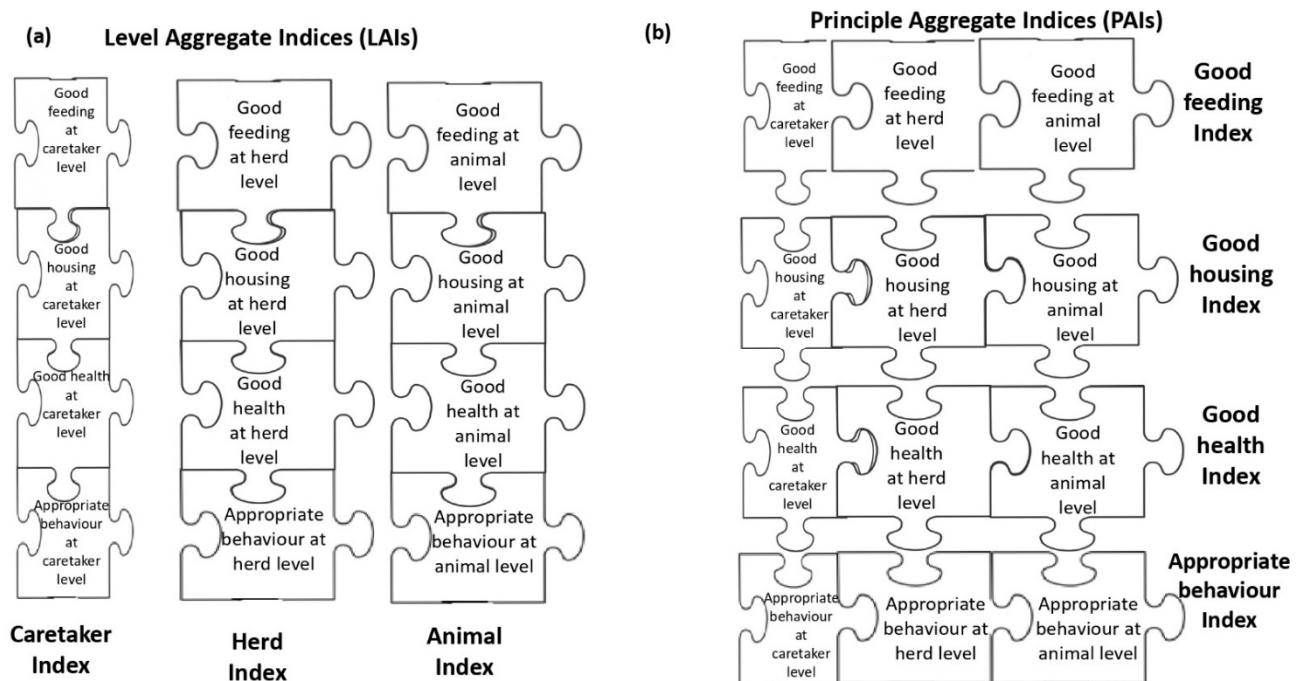 (a)
Level Aggregate Indices (LAIs)
Good
feeding
at
caretaker
level
Good
feeding
at herd
level
Good
feeding at
animal
level
Good
housing
at
caretaker
level
Good
housing
at herd
level
Good
housing at
animal
level
Good health
at
caretaker
level
Good
health
at herd
level
Good
health at
animal
level
Appropriate
behaviour
at
caretaker
level
Appropriate
behaviour at
herd level
Appropriate
behaviour at
animal level
Caretaker
Index
Herd
Index
Animal
Index
(b)
Principle Aggregate Indices (PAIs)
Good
feeding
at
caretaker
level
Good
feeding
at herd
level
Good
feeding at
animal
level
Good
feeding
Index
Good
housing
at
caretaker
level
Good
housing
at herd
level
Good
housing at
animal
level
Good
housing
Index
Good
health
at
caretaker
level
Good
health
at herd
level
Good
health at
animal
level
Good
health
Index
Appropriate
behaviour
at
caretaker
level
Appropriate
behaviour at
herd level
Appropriate
behaviour at
animal level
Appropriate
behaviour
Index